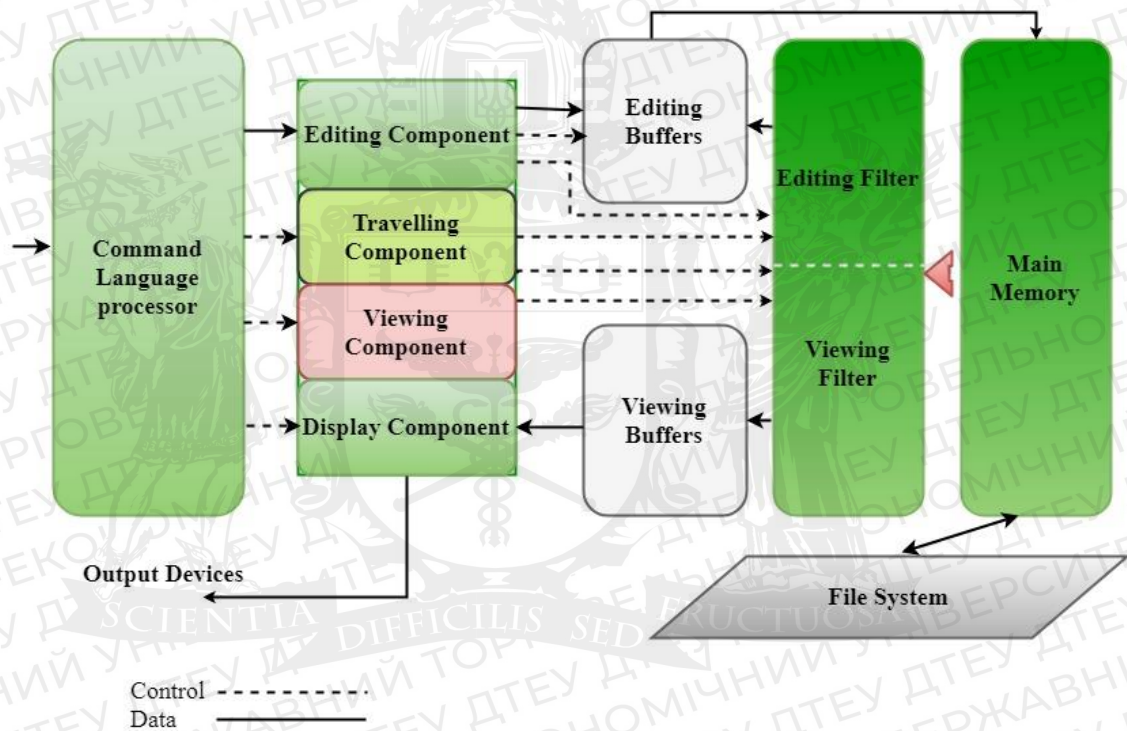 Command
Language
processor
Editing Component
Travelling
Component
Viewing
Component
Display Component
Editing
Buffers
Viewing
Buffers
Editing Filter
Viewing
Filter
Main
Memory
File System
Output Devices
SCIENTIA DIFFICILIS SED FRUCTUOSA
Control
Data